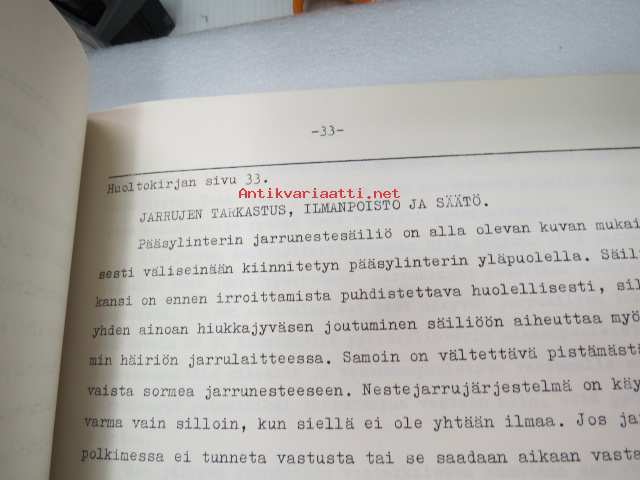 -33-
Huoltokirjan sivu 33.
Antikvariaatti.net
JARRUJEN TARKASTUS, ILMANPOISTO JA SÄÄTÖ.
Pääsylinterin jarrunestesäiliö on alla olevan kuvan mukai
sesti väliseinään kiinnitetyn pääsylinterin yläpuolella. Säili
kansi on ennen irroittamista puhdistettava huolellisesti, sil
yhden ainoan hiukkajyväsen joutuminen säiliöön aiheuttaa myö
min häiriön jarrulaitteessa. Samoin on vältettävä pistämästä
vaista sormea jarrunesteeseen. Nestejarrujärjestelmä on käy
varma vain silloin, kun siellä ei ole yhtään ilmaa. Jos jar
polkimessa ei tunneta vastusta tai se saadaan aikaan vasta